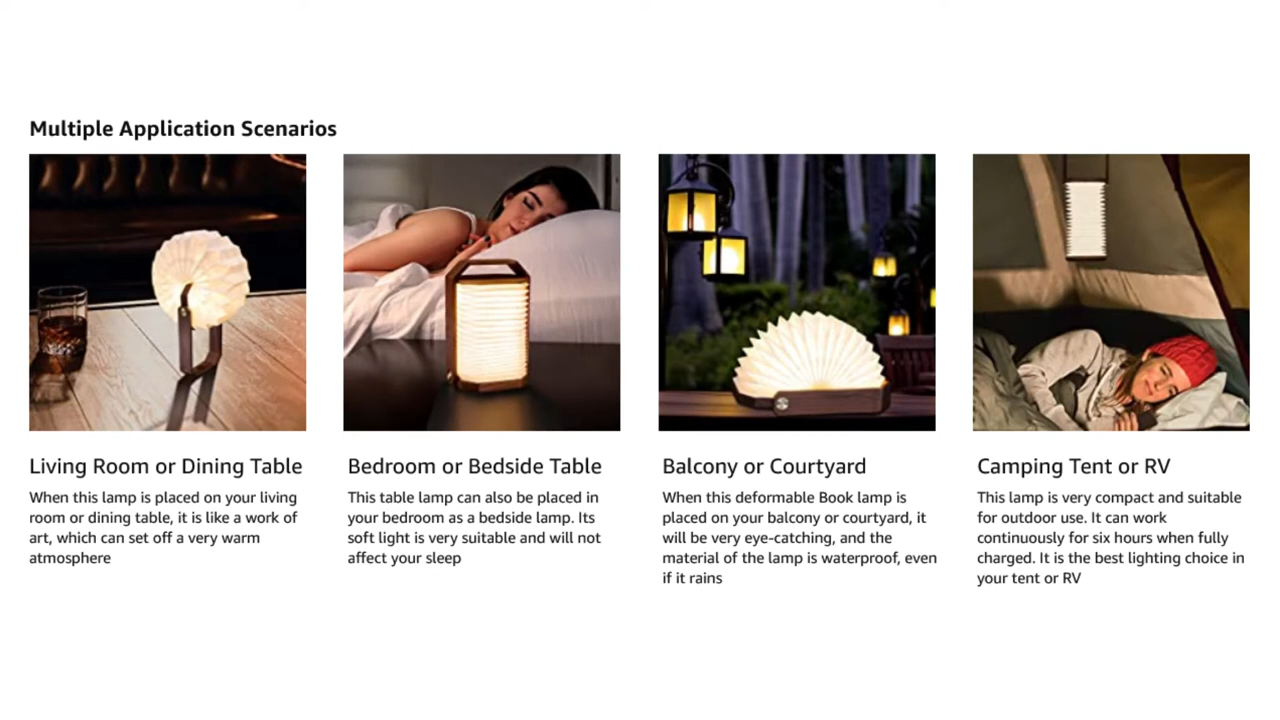 Multiple Application Scenarios
Living Room or Dining Table
When this lamp is placed on your living
room or dining table, it is like a work of
art, which can set off a very warm
atmosphere
Bedroom or Bedside Table
This table lamp can also be placed in
your bedroom as a bedside lamp. Its
soft light is very suitable and will not
affect your sleep
Balcony or Courtyard
When this deformable Book lamp is
placed on your balcony or courtyard, it
will be very eye-catching, and the
material of the lamp is waterproof, even
if it rains
Camping Tent or RV
This lamp is very compact and suitable
for outdoor use. It can work
continuously for six hours when fully
charged. It is the best lighting choice in
your tent or RV